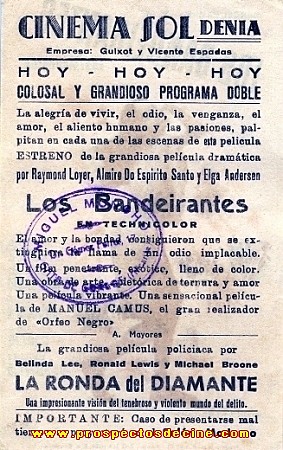 CINEMA SOL DENIA
Empresa: Guixot y Vicente Espadas
HOY - HOY - HOY
COLOSAL Y GRANDIOSO PROGRAMA DOBLE
La alegría de vivir, el odio, la venganza, el
amor, el aliento humano y las pasiones, pal-
pitan en cada una de las escenas de esta película
ESTRENO de la grandiosa película dramática
por Raymond Loyer, Almiro Do Espirito Santo y Elga Andersen
Los Bandeirantes
EN TECHNICOLOR
El amor y la bondad consiguieron que se ex-
tinguiera la llama de un odio implacable.
Un film penetrante, exótico, lleno de color.
Una obra de arte, pletórica de ternura y amor
Una película vibrante. Una sensacional pelícu-
la de MANUEL CAMUS, el gran realizador
de «Orfeo Negro»
A. Mayores
La grandiosa película policiaca por
Belinda Lee, Ronald Lewis y Michael Broone
LA RONDA del DIAMANTE
Una impresionante visión del tenebroso y violento mundo del delito.
IMPORTANTE: Caso de presentarse mal
www.prospectosdecine.com